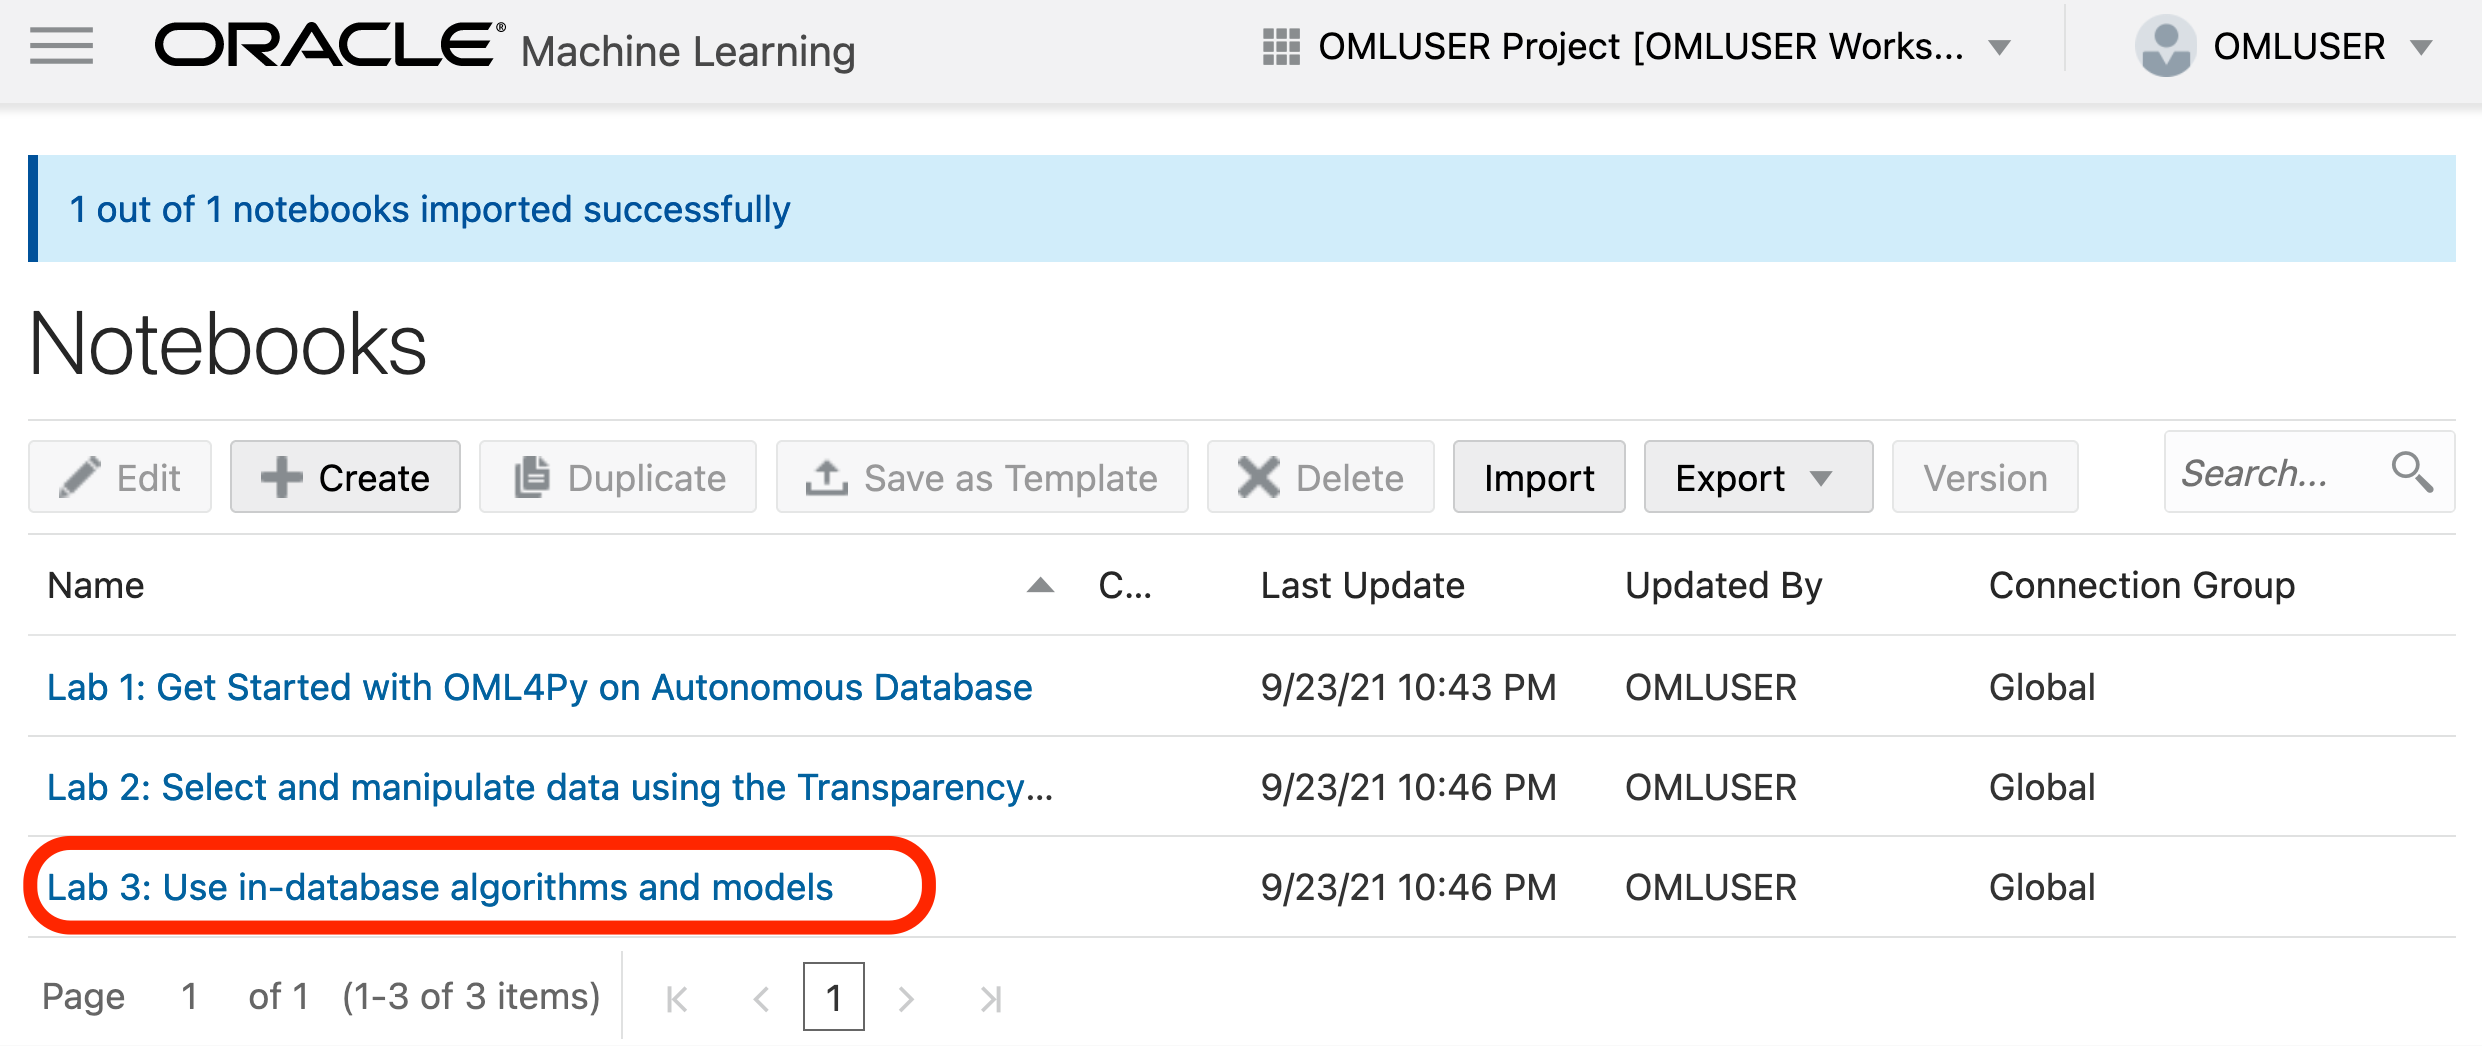 ORACLE® Machine Learning OMLUSER Project [OMLUSER Works... OMLUSER
1 out of 1 notebooks imported successfully
Notebooks
Edit Create Duplicate Save as Template Delete Import Export Version Search...
Name C... Last Update Updated By Connection Group
Lab 1: Get Started with OML4Py on Autonomous Database 9/23/21 10:43 PM OMLUSER Global
Lab 2: Select and manipulate data using the Transparency... 9/23/21 10:46 PM OMLUSER Global
Lab 3: Use in-database algorithms and models 9/23/21 10:46 PM OMLUSER Global
Page 1 of 1 (1-3 of 3 items) 1